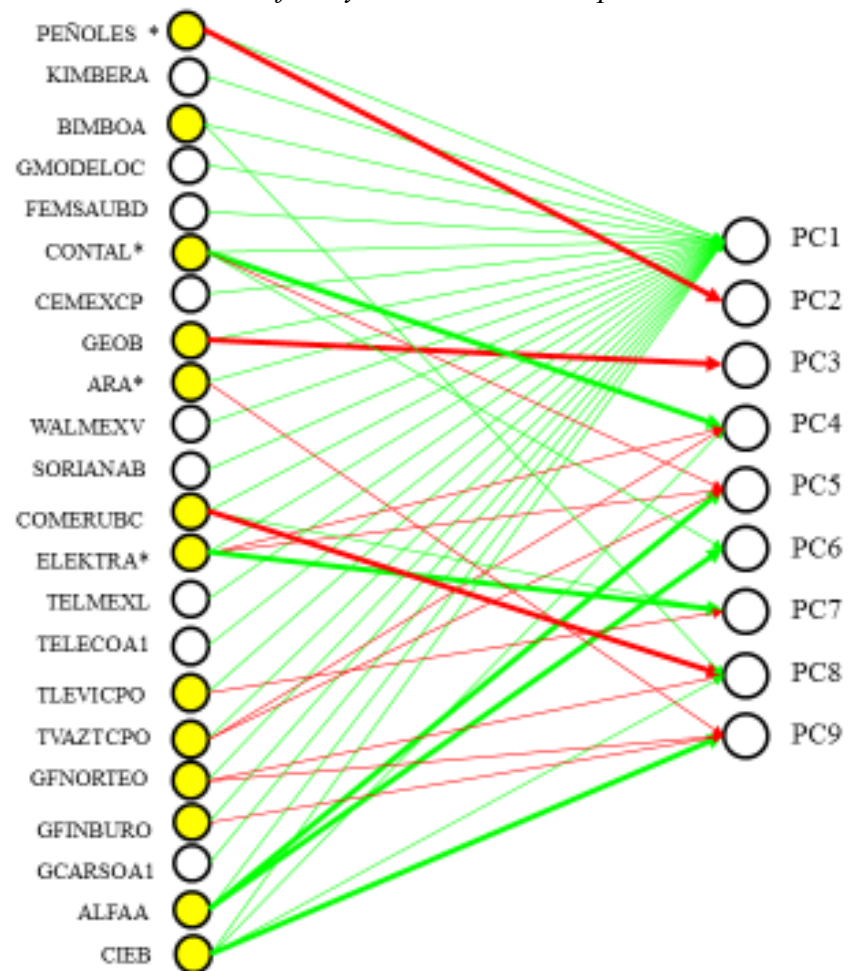 PEÑOLES *
KIMBERA
BIMBOA
GMODELOC
FEMSAUBD
CONTAL*
CEMEXCP
GEOB
ARA*
WALMEXV
SORIANAB
COMERUBC
ELEKTRA*
TELMEXL
TELECOA1
TLEVICPO
TVAZTCPO
GFNORTEO
GFINBURO
GCARSOA1
ALFAA
CIEB
PC1
PC2
PC3
PC4
PC5
PC6
PC7
PC8
PC9